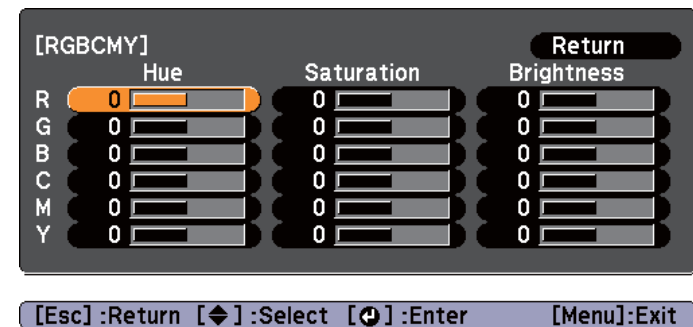 [RGBCMY] Return
Hue Saturation Brightness
R 0 0 0
G 0 0 0
B 0 0 0
C 0 0 0
M 0 0 0
Y 0 0 0
[Esc] :Return [◆] :Select [↵] :Enter [Menu]:Exit